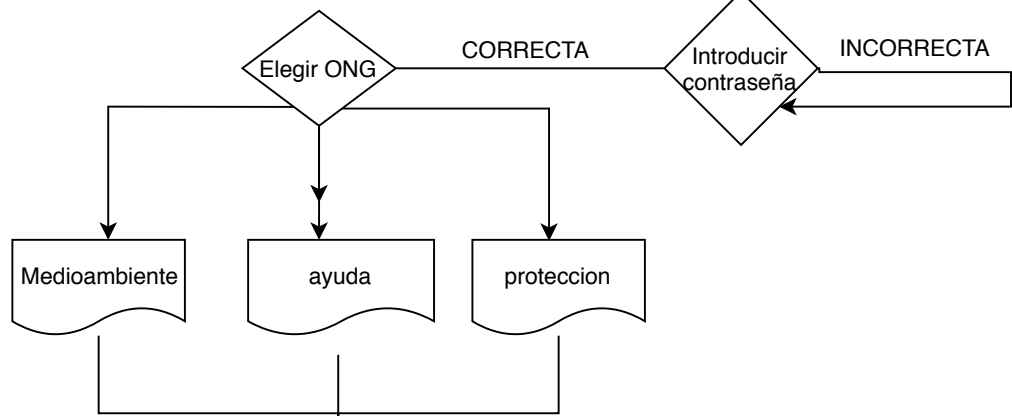 CORRECTA
INCORRECTA
Elegir ONG
Introducir
contraseña
Medioambiente
ayuda
proteccion